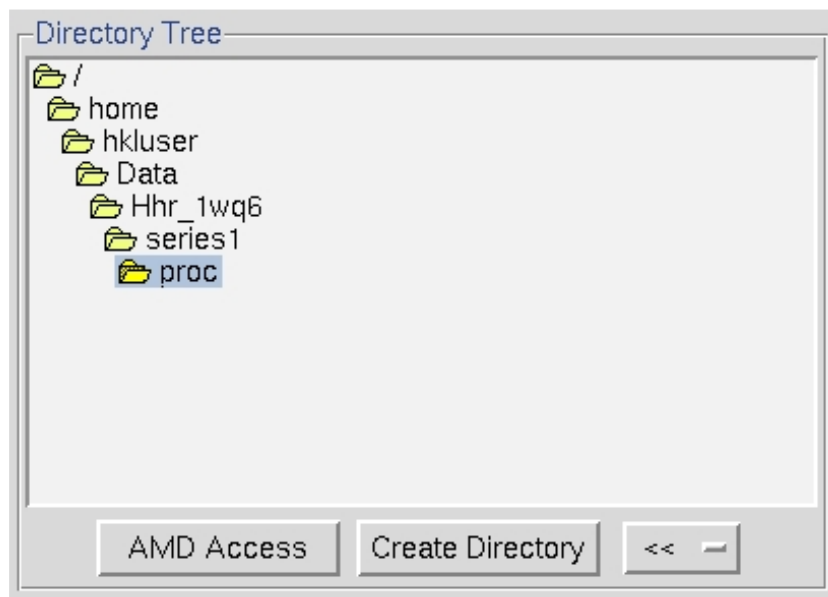 Directory Tree
/
home
hkluser
Data
Hhr_1wq6
series1
proc
AMD Access Create Directory <<